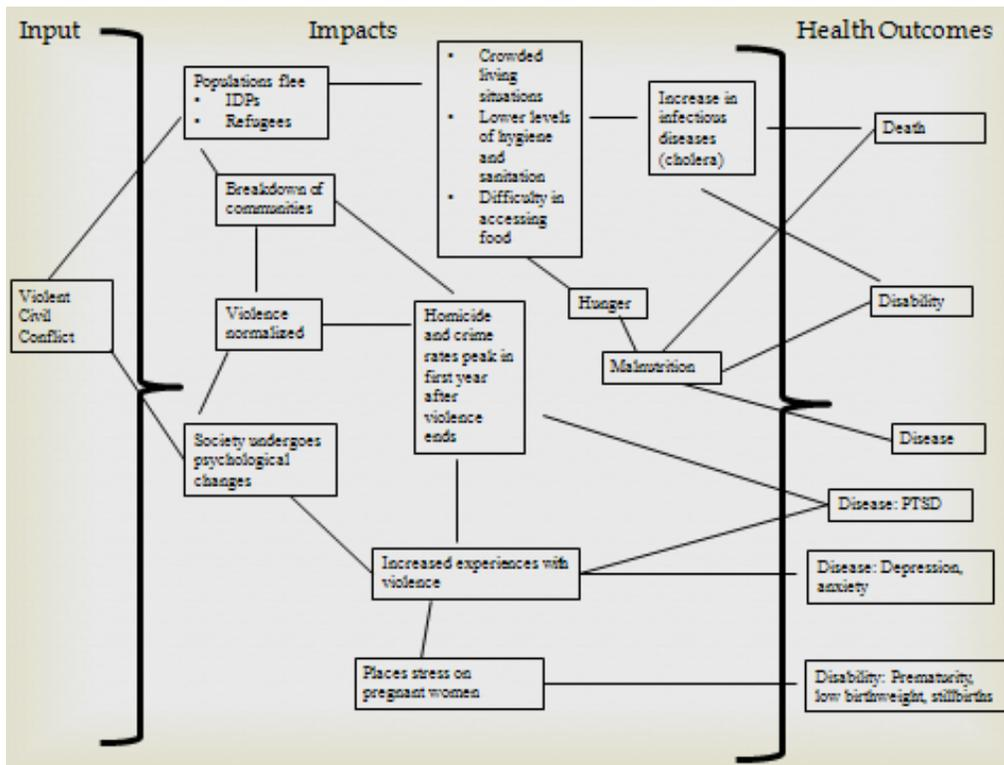 Input
Impacts
Health Outcomes
Populations flee
▪ IDPs
▪ Refugees
▪ Crowded
living
situations
▪ Lower levels
of hygiene
and
sanitation
▪ Difficulty in
accessing
food
Increase in
infectious
diseases
(cholera)
Death
Breakdown of
communities
Violent
Civil
Conflict
Violence
normalized
Homicide
and crime
rates peak in
first year
after
violence
ends
Hunger
Malnutrition
Disability
Society undergoes
psychological
changes
Disease
Disease: PTSD
Increased experiences with
violence
Disease: Depression,
anxiety
Places stress on
pregnant women
Disability: Prematurity,
low birthweight, stillbirths